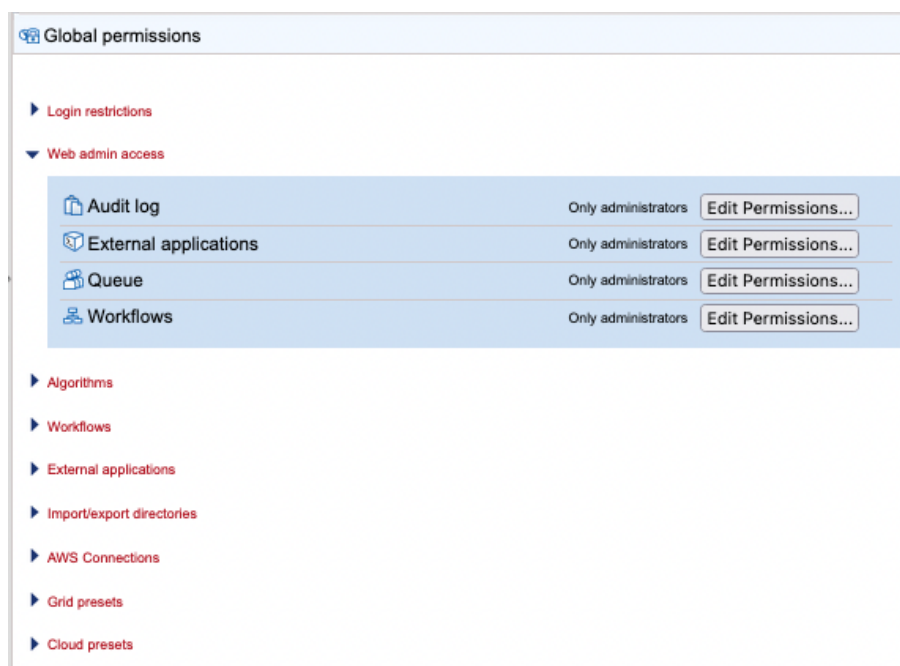 Global permissions
Login restrictions
Web admin access
Audit log Only administrators Edit Permissions...
External applications Only administrators Edit Permissions...
Queue Only administrators Edit Permissions...
Workflows Only administrators Edit Permissions...
Algorithms
Workflows
External applications
Import/export directories
AWS Connections
Grid presets
Cloud presets